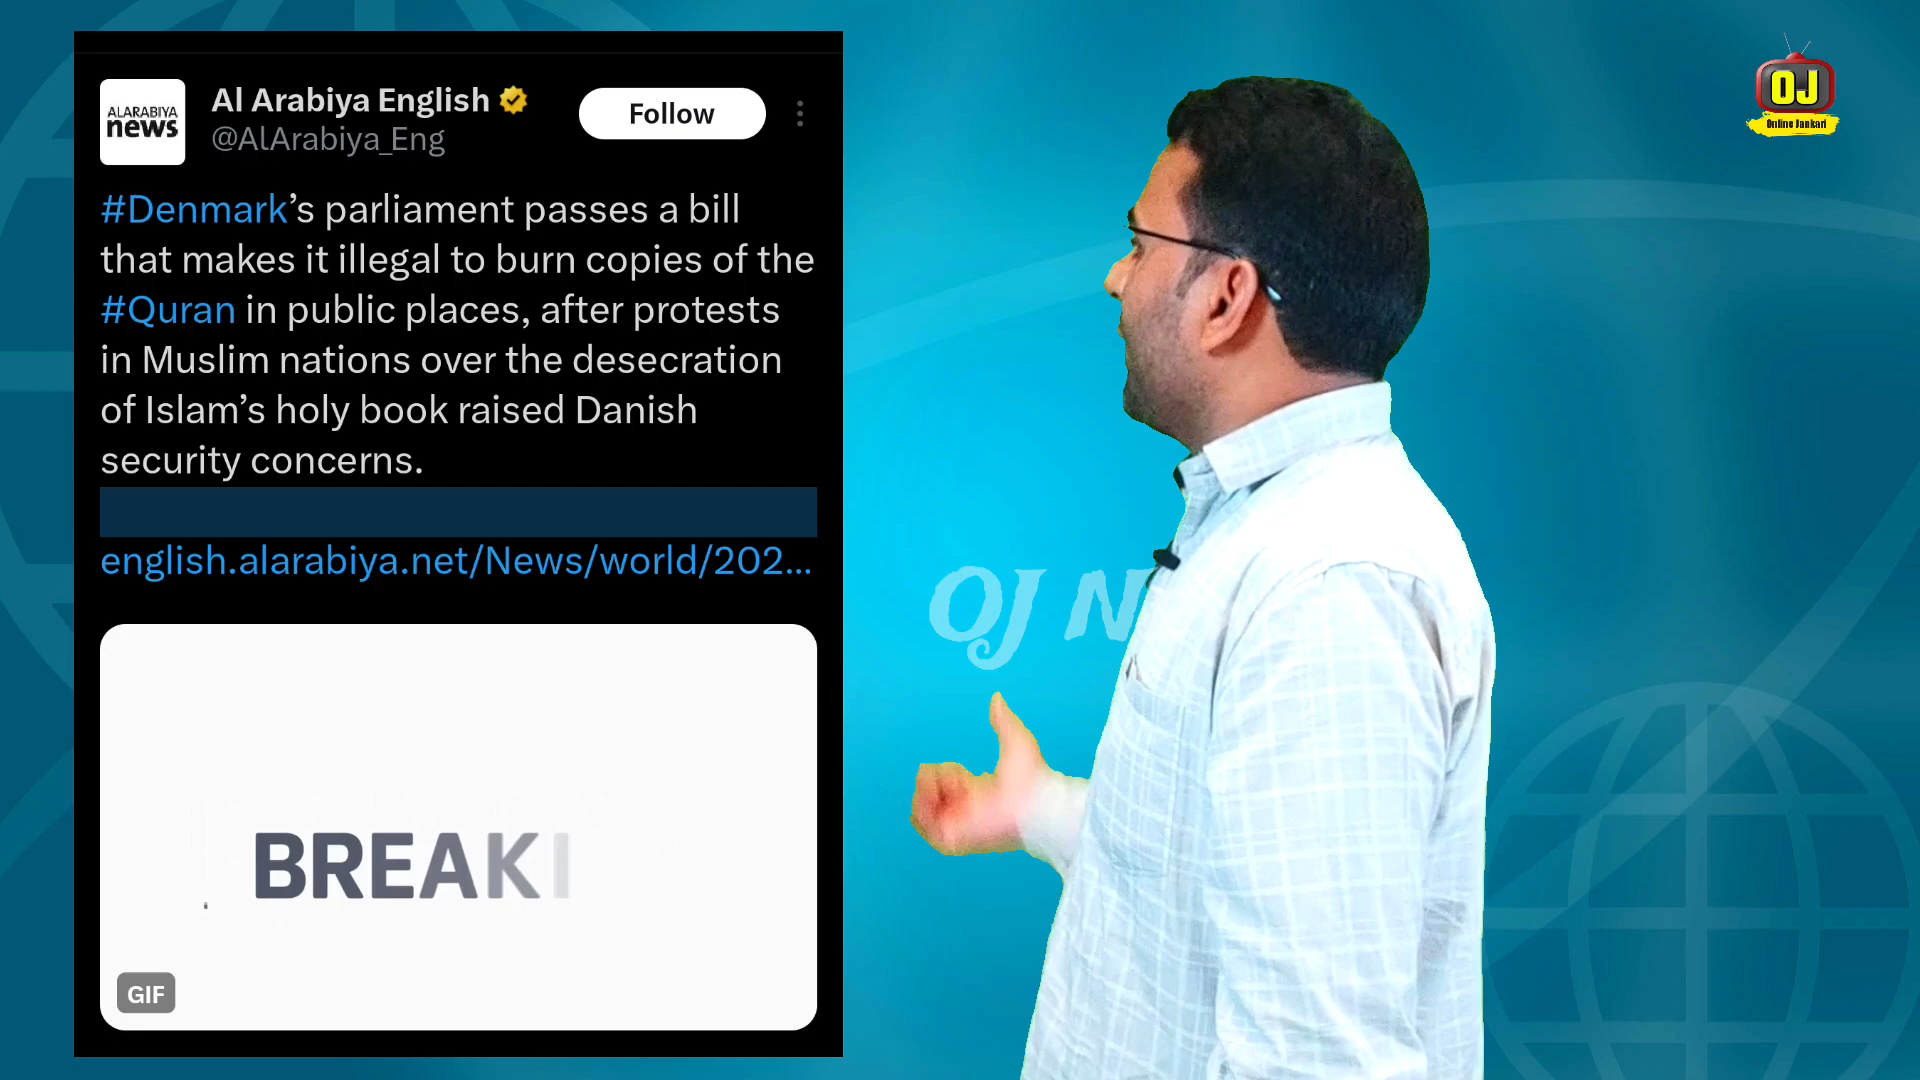 ALARABIYA
news
Al Arabiya English
@AlArabiya_Eng
Follow
#Denmark’s parliament passes a bill
that makes it illegal to burn copies of the
#Quran in public places, after protests
in Muslim nations over the desecration
of Islam’s holy book raised Danish
security concerns.
english.alarabiya.net/News/world/202...
BREAKI
GIF
OJ N
OJ
Online Jankari